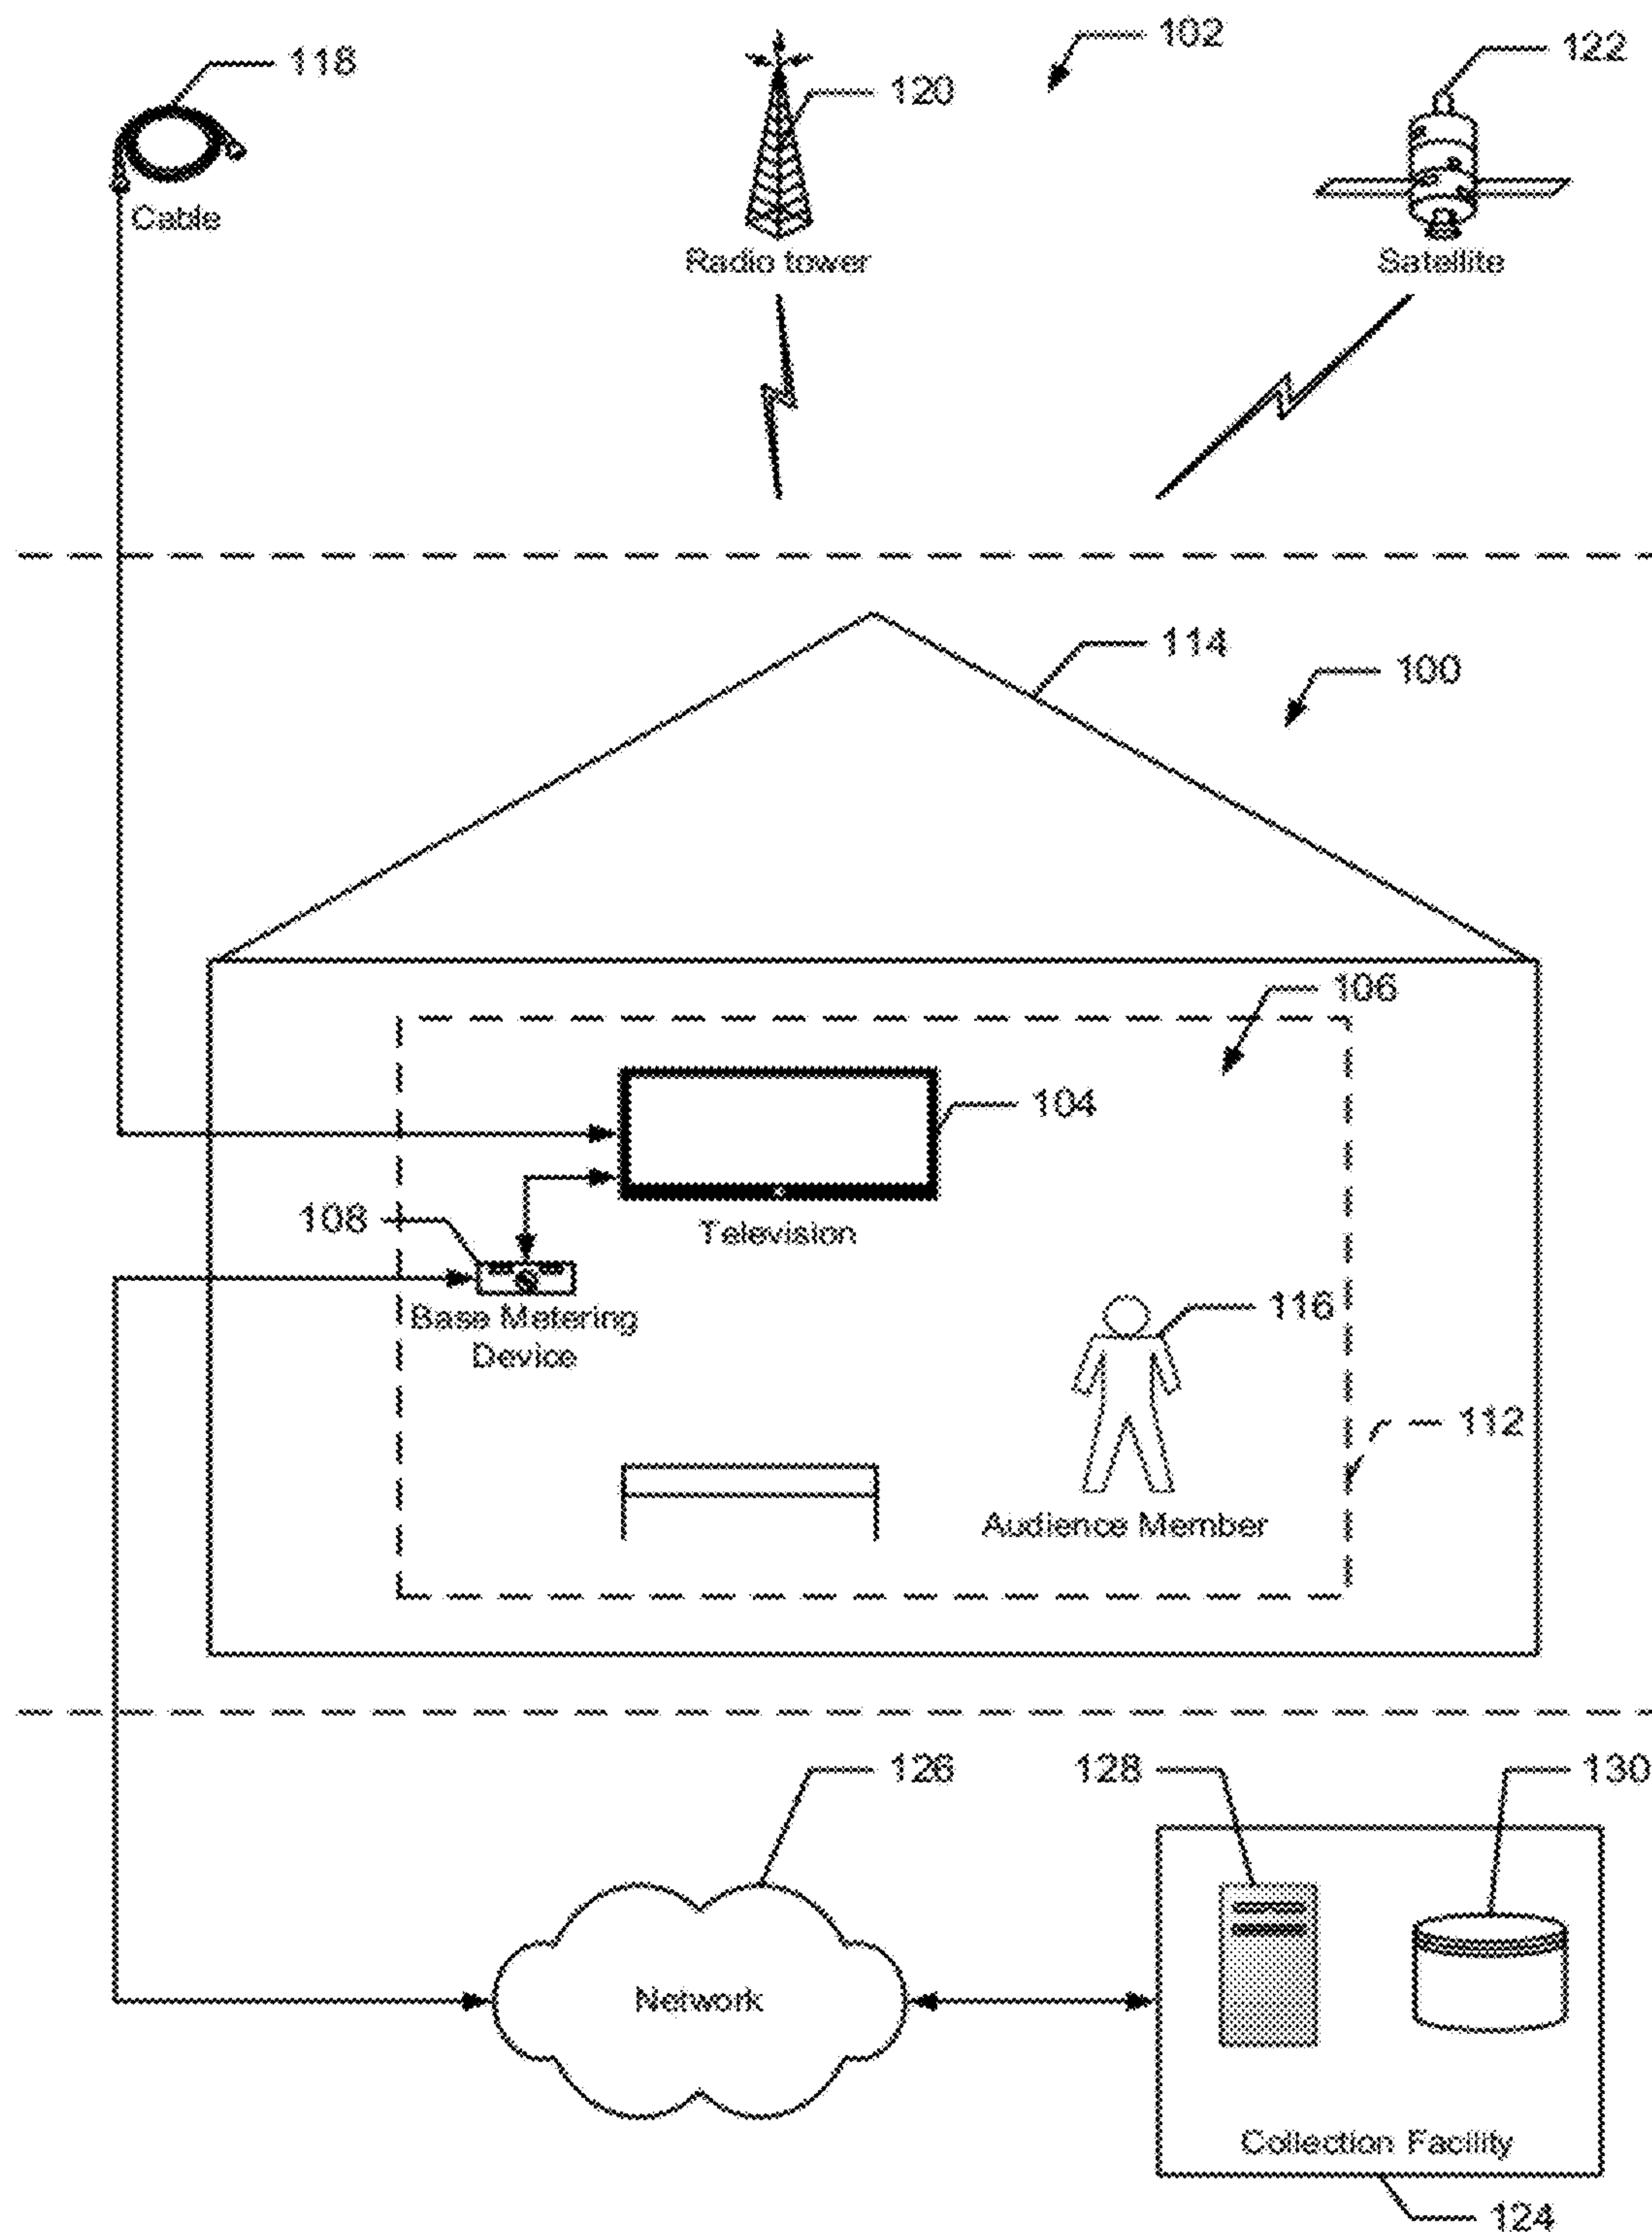 118
120
102
122
Cable
Radio tower
Satellite
114
100
106
104
108
Television
Base Metering
Device
116
112
Audience Member
126
128
130
Network
Collection Facility
124